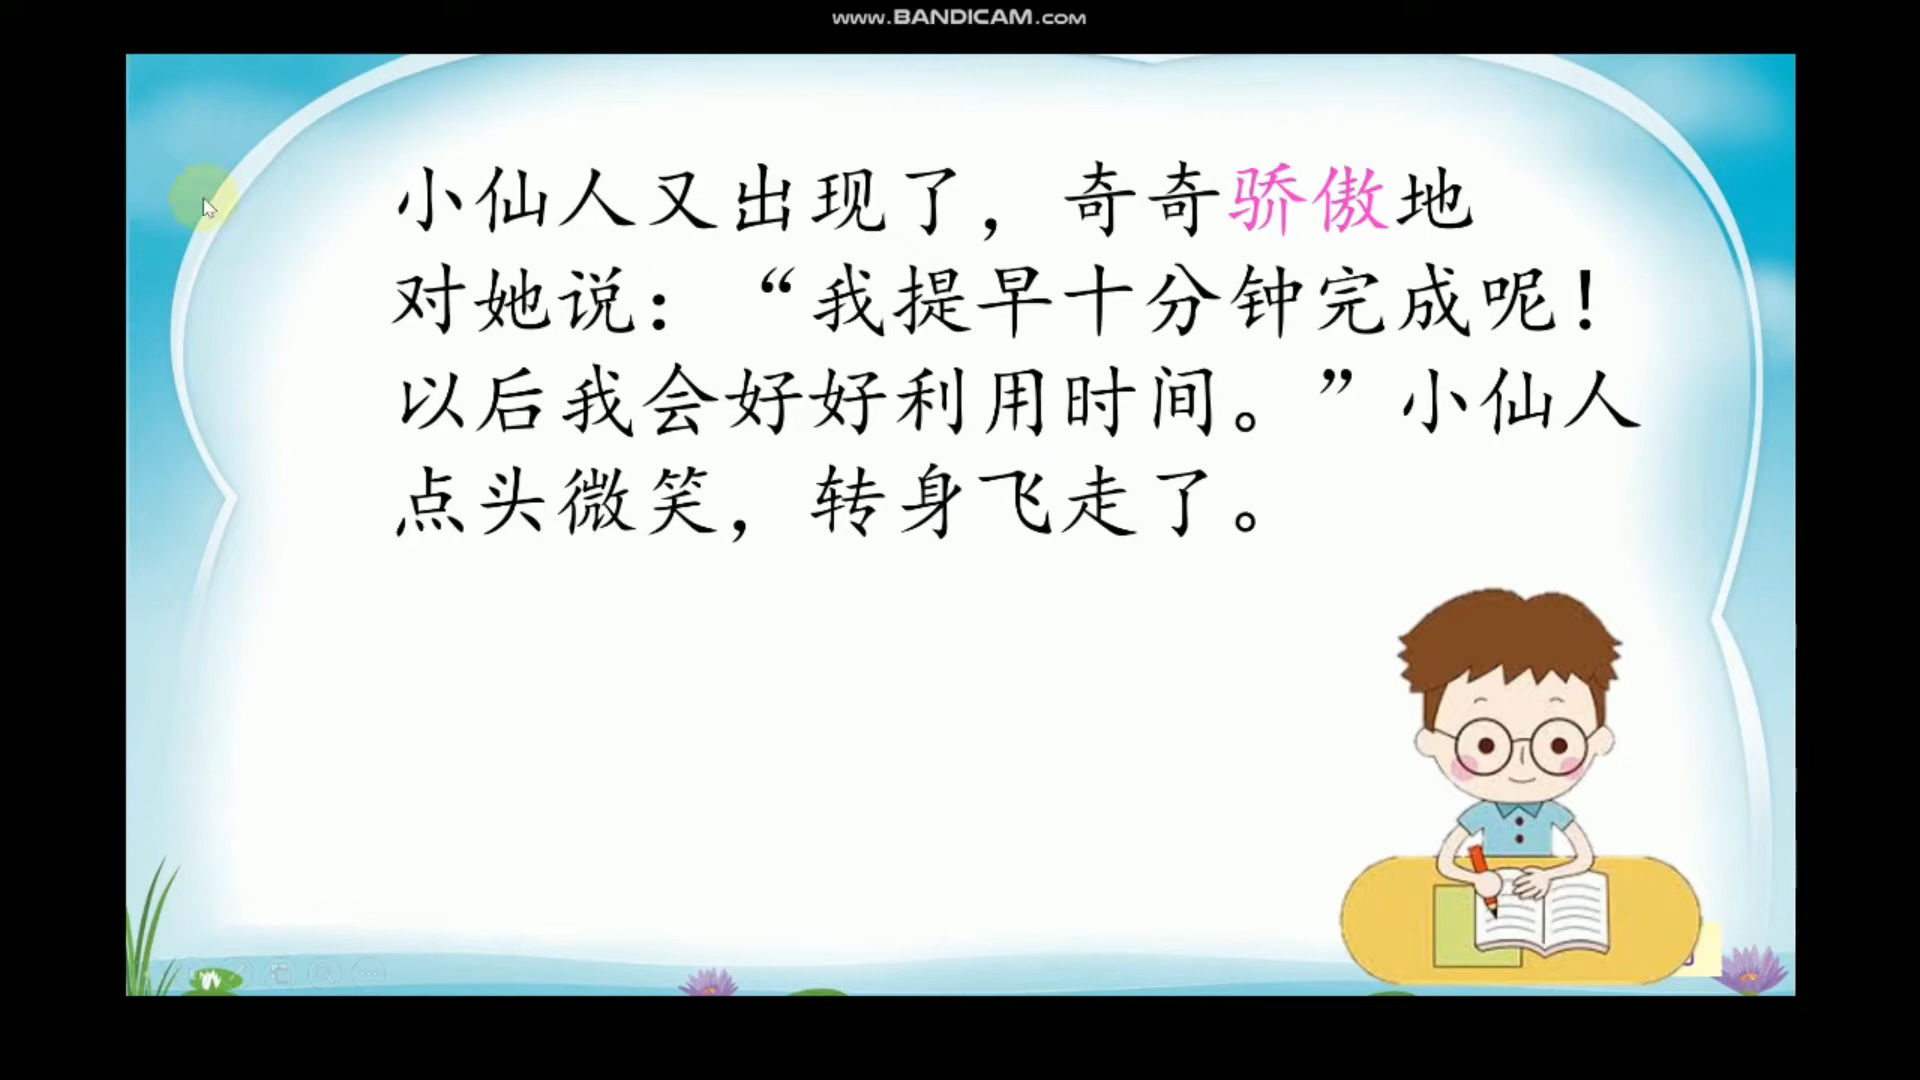 www.BANDICAM.com
小仙人又出现了，奇奇骄傲地
对她说：“我提早十分钟完成呢！
以后我会好好利用时间。”小仙人
点头微笑，转身飞走了。